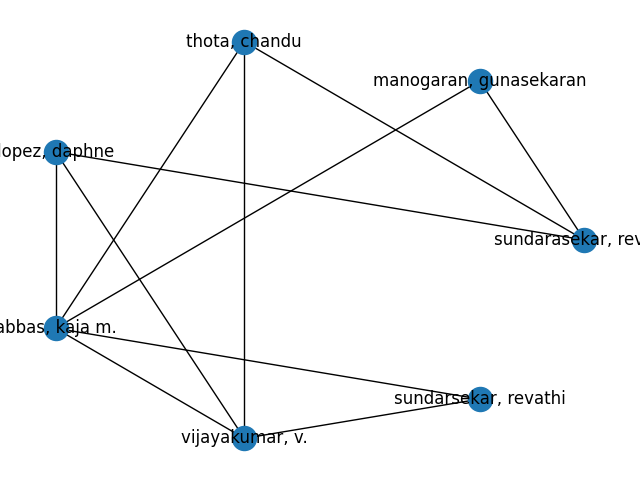 thota, chandu
manogaran, gunasekaran
lopez, daphne
sundarasekar, rev
abbas, kaja m.
sundarsekar, revathi
vijayakumar, v.